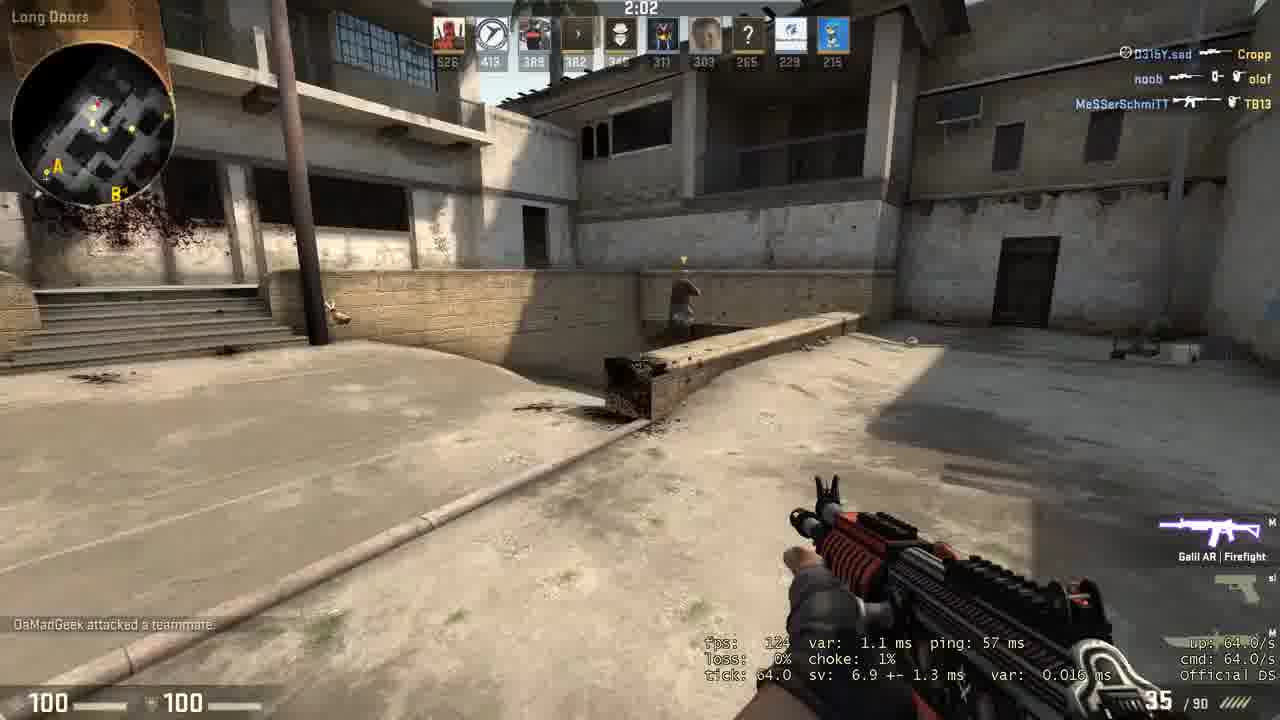 Long Doors
2:02
526 413 389 382 345 311 303 265 229 215
?
D315Y.sad Cropp
noob olof
MeSSerSchmiTT TB13
A
B
M
Galil AR | Firefight
DaMadGeek attacked a teammate.
fps: 124 var: 1.1 ms ping: 57 ms up: 64.0/s
loss: 0% choke: 1% cmd: 64.0/s
tick: 64.0 sv: 6.9 +- 1.3 ms var: 0.016 ms Official DS
100 100 35 / 90